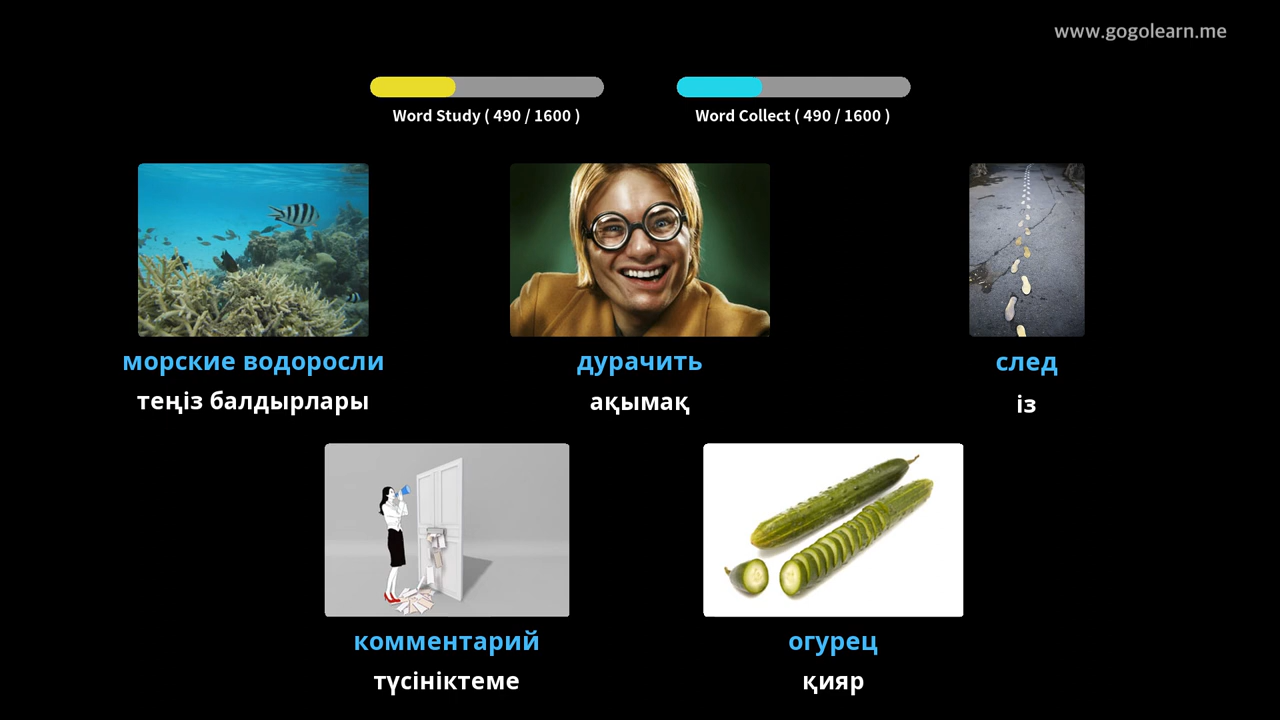 www.gogolearn.me
Word Study ( 490 / 1600 )
Word Collect ( 490 / 1600 )
морские водоросли
теңіз балдырлары
дурачить
ақымақ
след
із
комментарий
түсініктеме
огурец
қияр